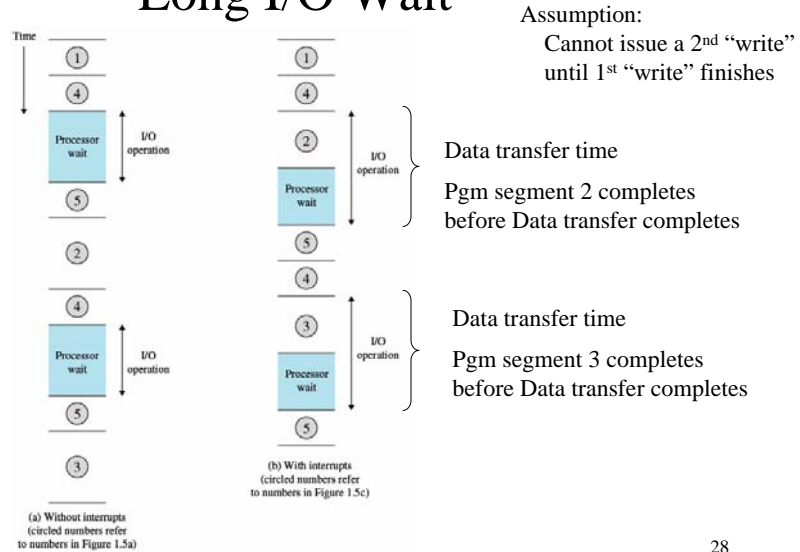 Long I/O Wait
Assumption:
Cannot issue a 2nd “write”
until 1st “write” finishes
Time
1
4
Processor
wait
I/O
operation
5
2
4
Processor
wait
I/O
operation
5
3
(a) Without interrupts
(circled numbers refer
to numbers in Figure 1.5a)
1
4
2
Processor
wait
I/O
operation
5
4
3
Processor
wait
I/O
operation
5
(b) With interrupts
(circled numbers refer
to numbers in Figure 1.5c)
Data transfer time
Pgm segment 2 completes
before Data transfer completes
Data transfer time
Pgm segment 3 completes
before Data transfer completes
28